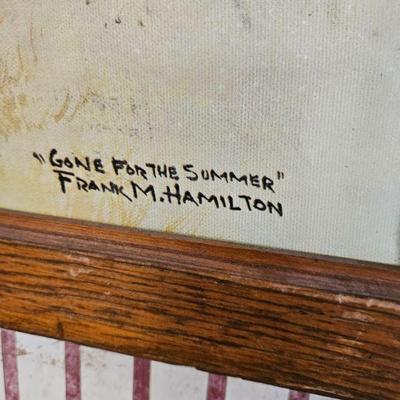 "GONE FOR THE SUMMER"
FRANK M. HAMILTON